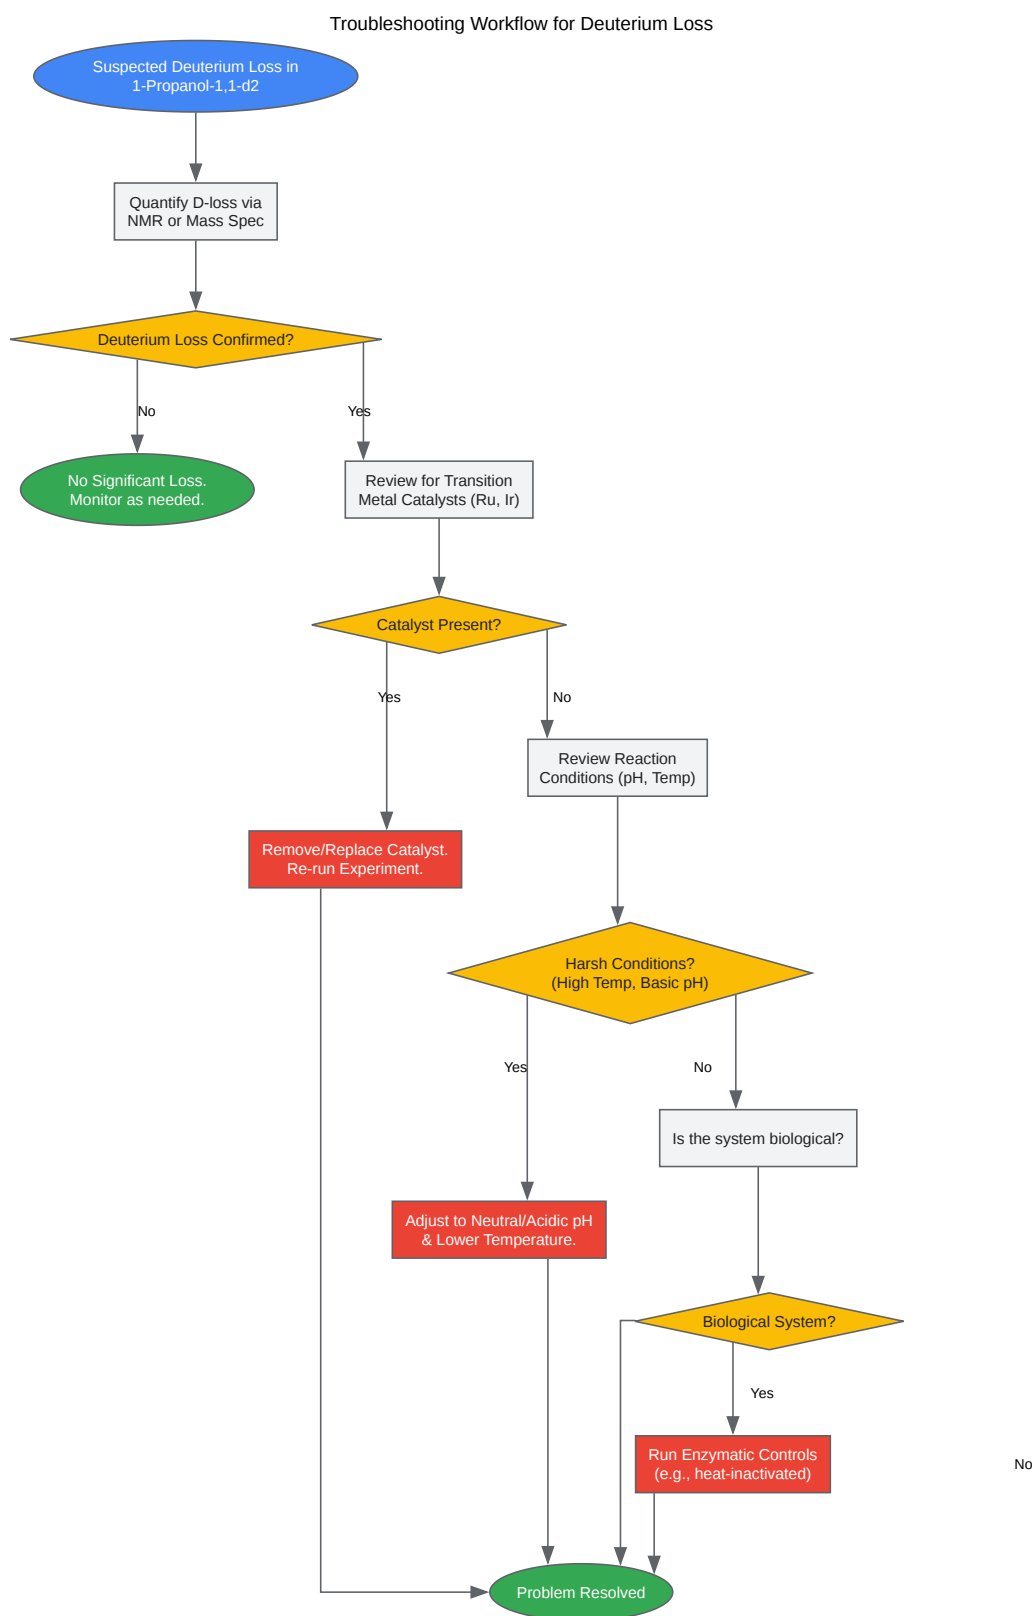 Troubleshooting Workflow for Deuterium Loss
Suspected Deuterium Loss in
1-Propanol-1,1-d2
Quantify D-loss via
NMR or Mass Spec
Deuterium Loss Confirmed?
No
Yes
No Significant Loss.
Monitor as needed.
Review for Transition
Metal Catalysts (Ru, Ir)
Catalyst Present?
Yes
No
Review Reaction
Conditions (pH, Temp)
Remove/Replace Catalyst.
Re-run Experiment.
Harsh Conditions?
(High Temp, Basic pH)
Yes
No
Is the system biological?
Adjust to Neutral/Acidic pH
& Lower Temperature.
Biological System?
Yes
Run Enzymatic Controls
(e.g., heat-inactivated)
No
Problem Resolved